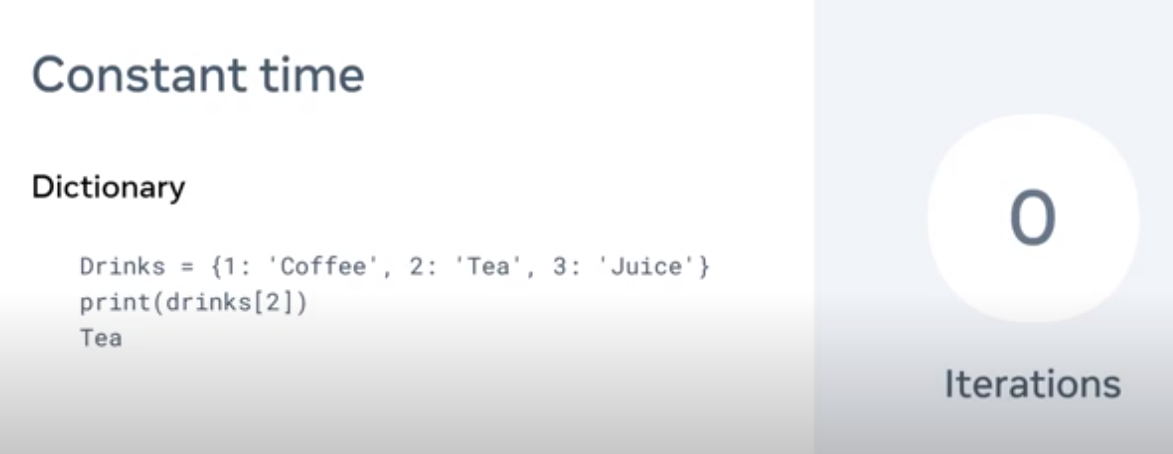 Constant time
Dictionary
Drinks = {1: 'Coffee', 2: 'Tea', 3: 'Juice'}
print(drinks[2])
Tea
0
Iterations